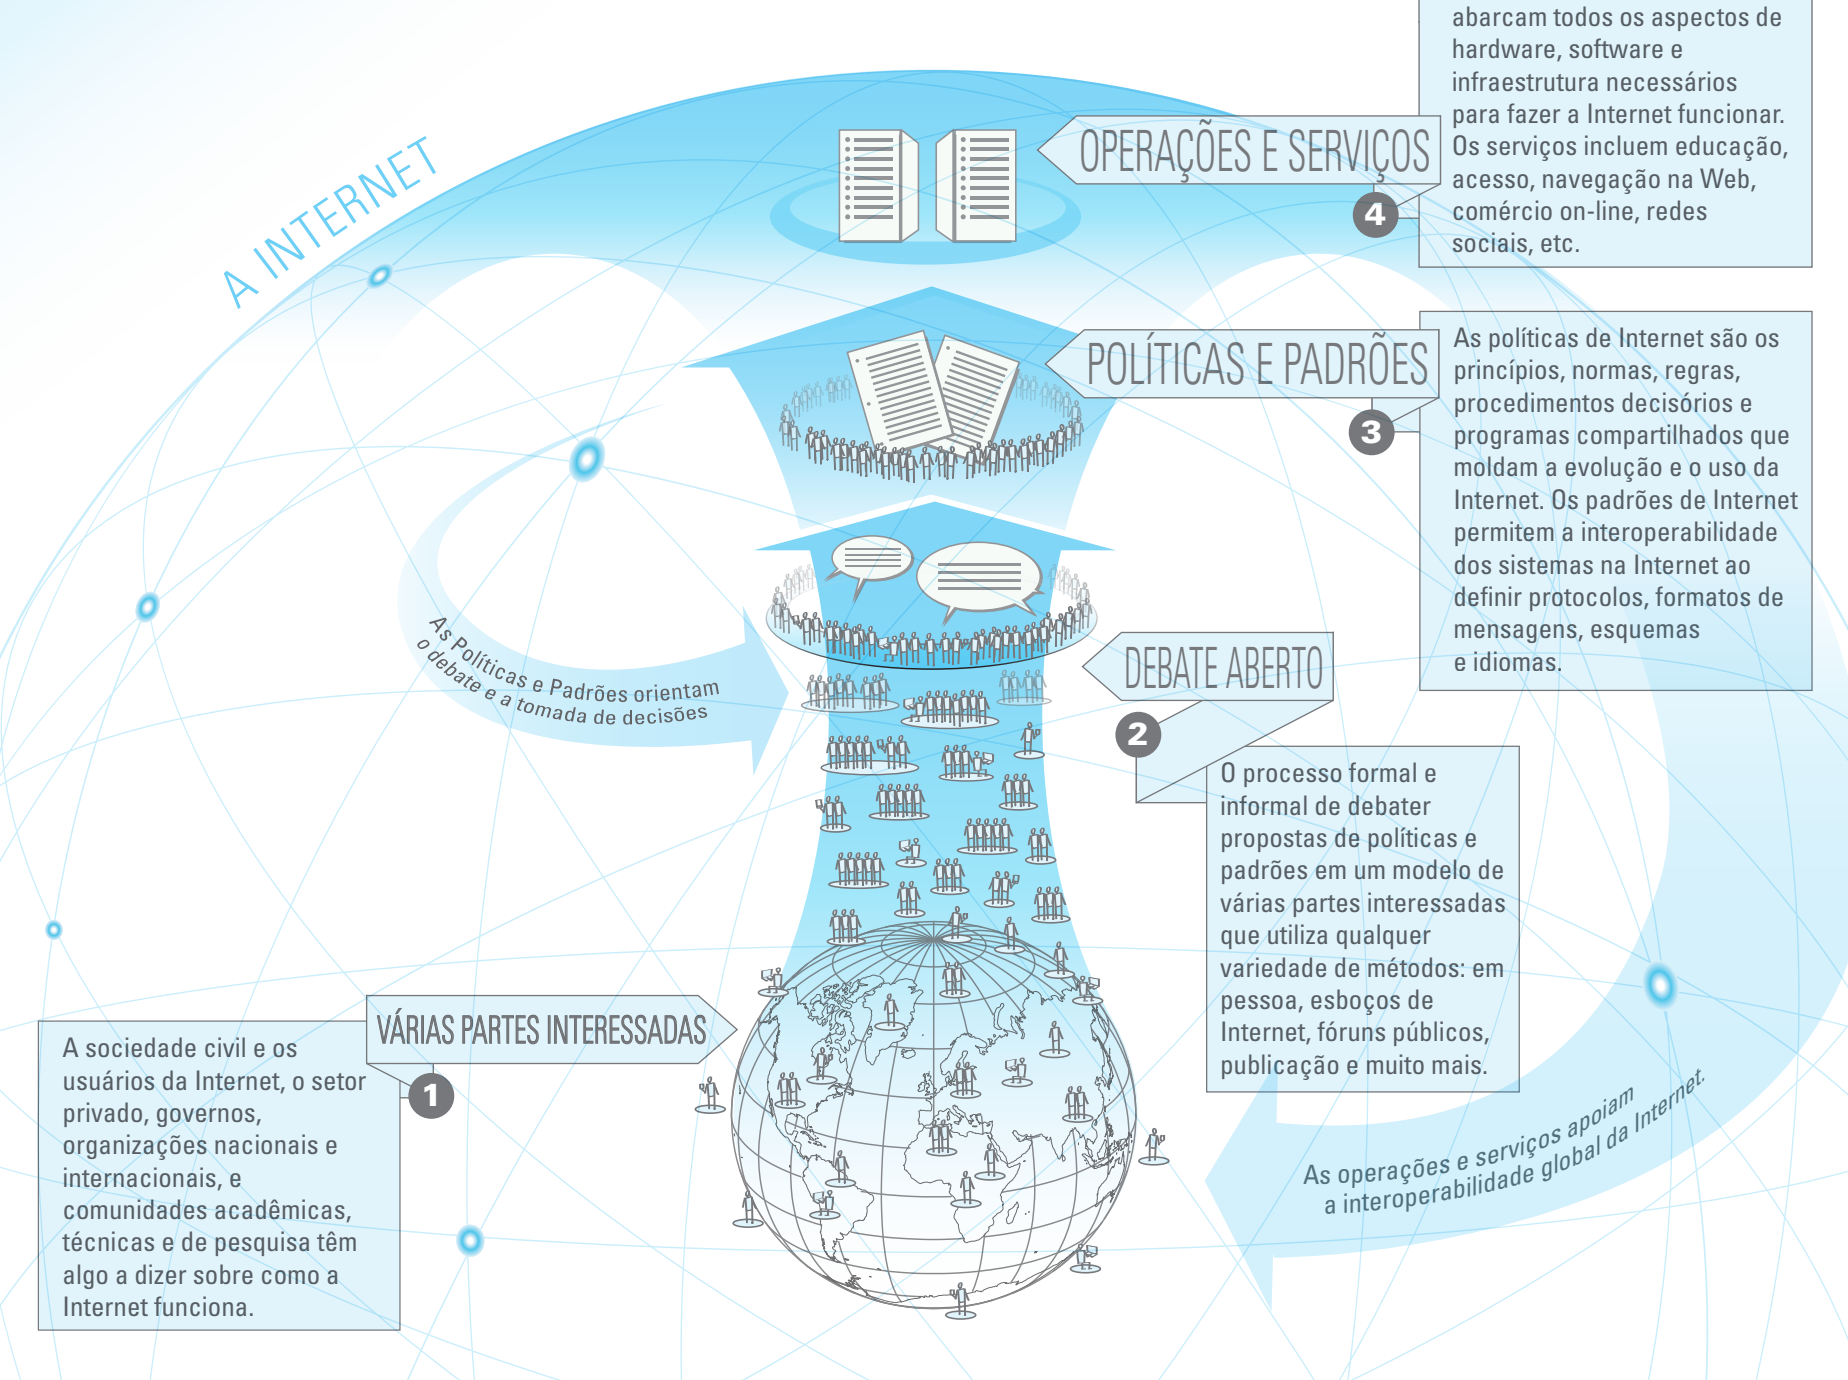 A INTERNET
abarcam todos os aspectos de
hardware, software e
infraestrutura necessários
para fazer a Internet funcionar.
Os serviços incluem educação,
acesso, navegação na Web,
comércio on-line, redes
sociais, etc.
OPERAÇÕES E SERVIÇOS
4
POLÍTICAS E PADRÕES
3
As políticas de Internet são os
princípios, normas, regras,
procedimentos decisórios e
programas compartilhados que
moldam a evolução e o uso da
Internet. Os padrões de Internet
permitem a interoperabilidade
dos sistemas na Internet ao
definir protocolos, formatos de
mensagens, esquemas
e idiomas.
As Políticas e Padrões orientam
o debate e a tomada de decisões
DEBATE ABERTO
2
O processo formal e
informal de debater
propostas de políticas e
padrões em um modelo de
várias partes interessadas
que utiliza qualquer
variedade de métodos: em
pessoa, esboços de
Internet, fóruns públicos,
publicação e muito mais.
VÁRIAS PARTES INTERESSADAS
1
A sociedade civil e os
usuários da Internet, o setor
privado, governos,
organizações nacionais e
internacionais, e
comunidades acadêmicas,
técnicas e de pesquisa têm
algo a dizer sobre como a
Internet funciona.
As operações e serviços apoiam
a interoperabilidade global da Internet.